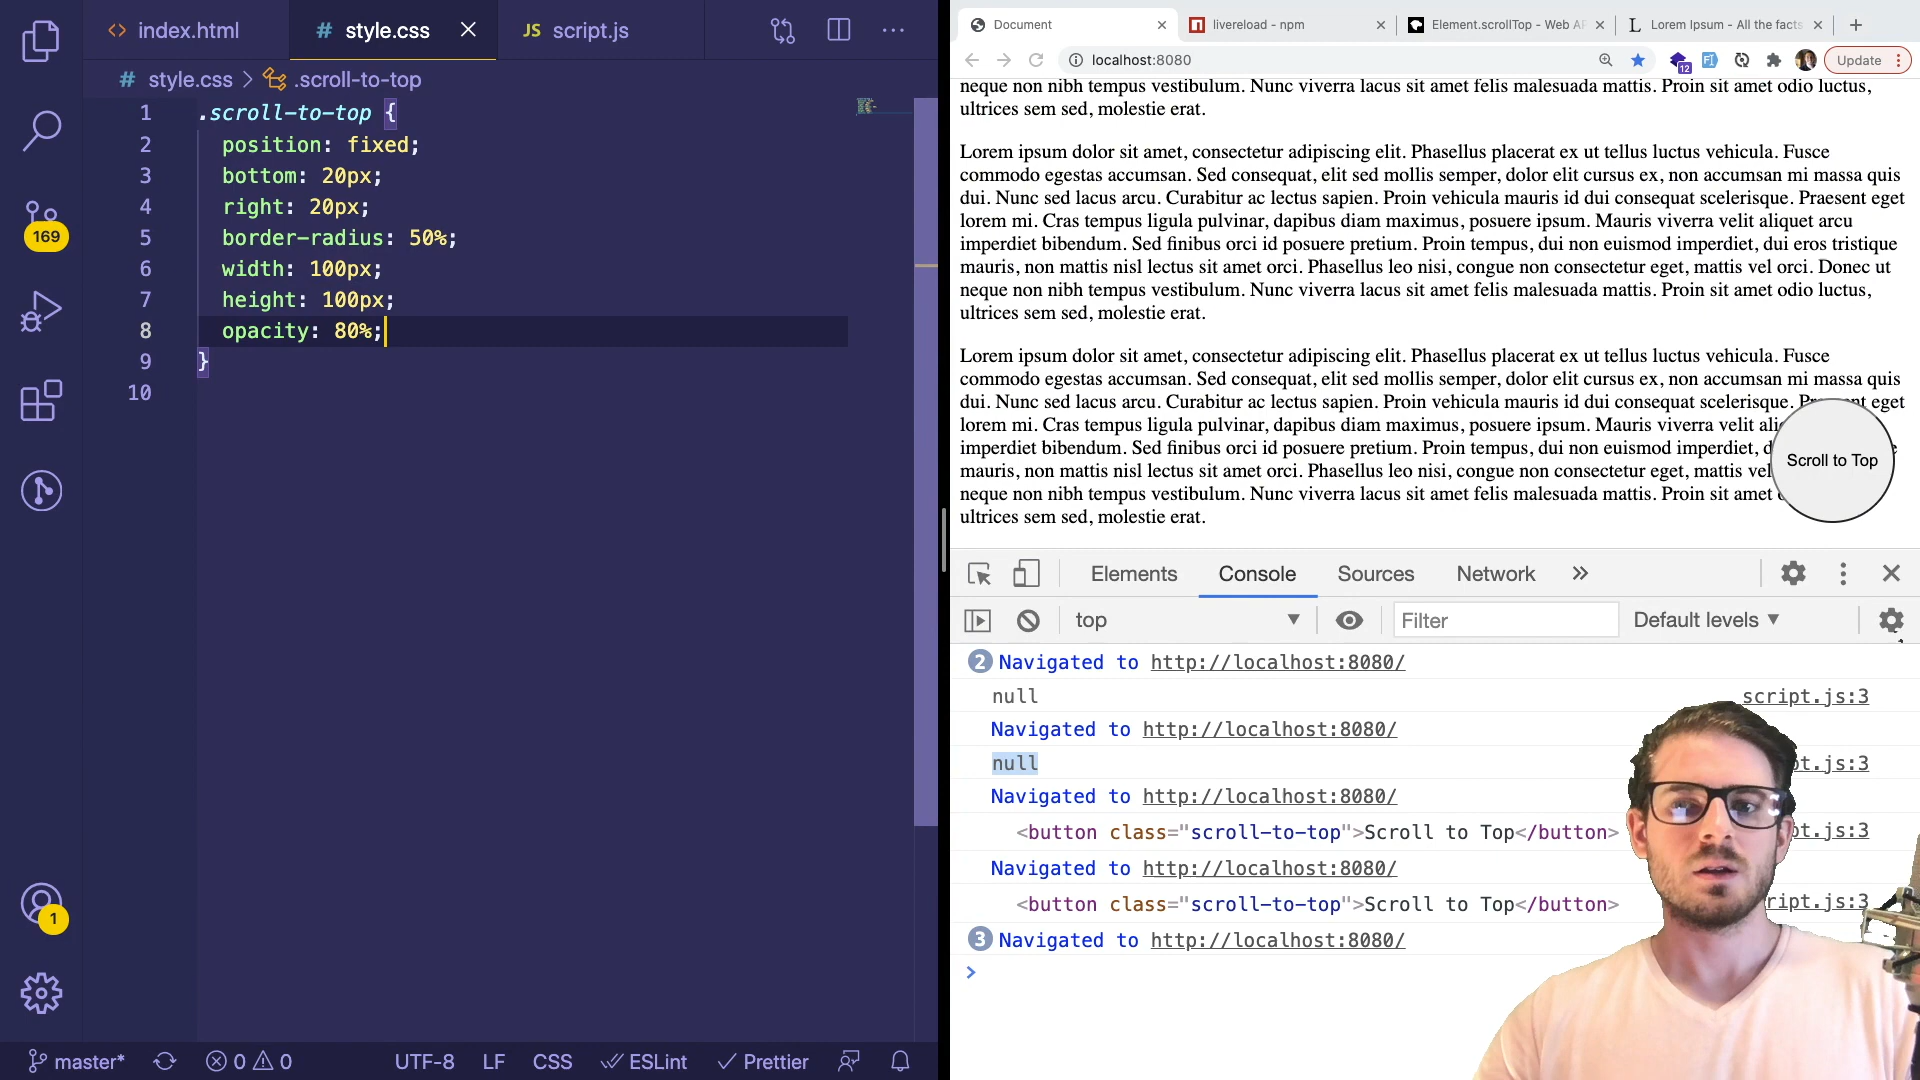 index.html
style.css
JS script.js
# style.css > .scroll-to-top
1 .scroll-to-top {
2 position: fixed;
3 bottom: 20px;
4 right: 20px;
5 border-radius: 50%;
6 width: 100px;
7 height: 100px;
8 opacity: 80%;
9 }
10
169
1
master*
0
0
UTF-8
LF
CSS
ESLint
Prettier
Document
livereload - npm
Element.scrollTop - Web AP
Lorem Ipsum - All the facts
localhost:8080
12
Update
neque non nibh tempus vestibulum. Nunc viverra lacus sit amet felis malesuada mattis. Proin sit amet odio luctus,
ultrices sem sed, molestie erat.
Lorem ipsum dolor sit amet, consectetur adipiscing elit. Phasellus placerat ex ut tellus luctus vehicula. Fusce
commodo egestas accumsan. Sed consequat, elit sed mollis semper, dolor elit cursus ex, non accumsan mi massa quis
dui. Nunc sed lacus arcu. Curabitur ac lectus sapien. Proin vehicula mauris id dui consequat scelerisque. Praesent eget
lorem mi. Cras tempus ligula pulvinar, dapibus diam maximus, posuere ipsum. Mauris viverra velit aliquet arcu
imperdiet bibendum. Sed finibus orci id posuere pretium. Proin tempus, dui non euismod imperdiet, dui eros tristique
mauris, non mattis nisl lectus sit amet orci. Phasellus leo nisi, congue non consectetur eget, mattis vel orci. Donec ut
neque non nibh tempus vestibulum. Nunc viverra lacus sit amet felis malesuada mattis. Proin sit amet odio luctus,
ultrices sem sed, molestie erat.
Lorem ipsum dolor sit amet, consectetur adipiscing elit. Phasellus placerat ex ut tellus luctus vehicula. Fusce
commodo egestas accumsan. Sed consequat, elit sed mollis semper, dolor elit cursus ex, non accumsan mi massa quis
dui. Nunc sed lacus arcu. Curabitur ac lectus sapien. Proin vehicula mauris id dui consequat scelerisque. eget
lorem mi. Cras tempus ligula pulvinar, dapibus diam maximus, posuere ipsum. Mauris viverra velit
imperdiet bibendum. Sed finibus orci id posuere pretium. Proin tempus, dui non euismod imperdiet,
mauris, non mattis nisl lectus sit amet orci. Phasellus leo nisi, congue non consectetur eget, mattis vel
neque non nibh tempus vestibulum. Nunc viverra lacus sit amet felis malesuada mattis. Proin sit amet
ultrices sem sed, molestie erat.
Scroll to Top
Elements
Console
Sources
Network
top
Filter
Default levels
2 Navigated to http://localhost:8080/
null script.js:3
Navigated to http://localhost:8080/
null pt.js:3
Navigated to http://localhost:8080/
<button class="scroll-to-top">Scroll to Top</button> pt.js:3
Navigated to http://localhost:8080/
<button class="scroll-to-top">Scroll to Top</button> ript.js:3
3 Navigated to http://localhost:8080/